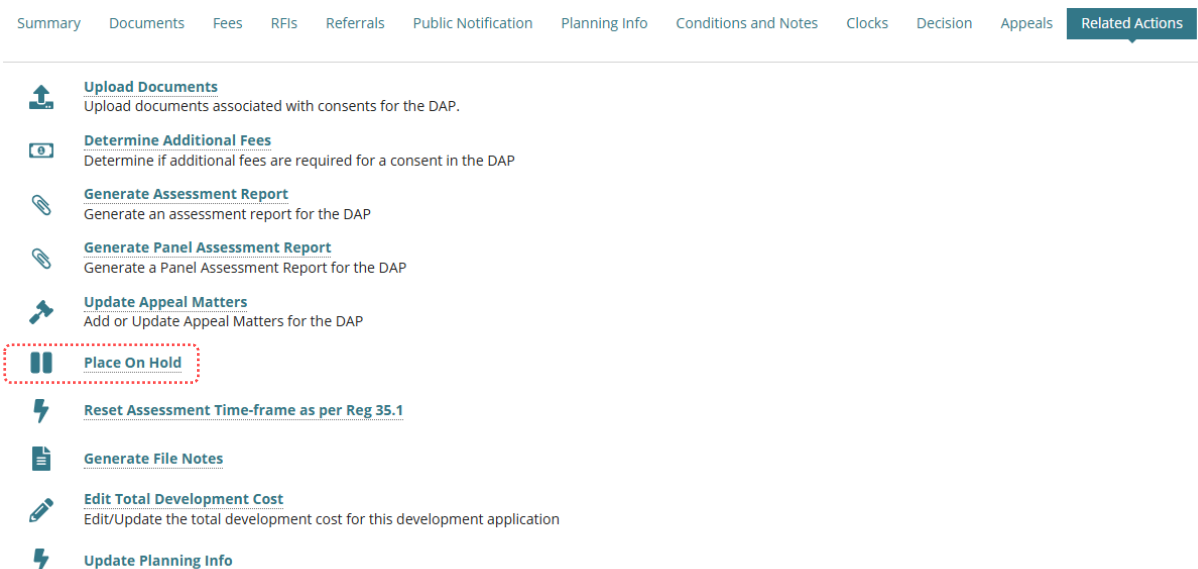 Summary Documents Fees RFIs Referrals Public Notification Planning Info Conditions and Notes Clocks Decision Appeals Related Actions
Upload Documents
Upload documents associated with consents for the DAP.
Determine Additional Fees
Determine if additional fees are required for a consent in the DAP
Generate Assessment Report
Generate an assessment report for the DAP
Generate Panel Assessment Report
Generate a Panel Assessment Report for the DAP
Update Appeal Matters
Add or Update Appeal Matters for the DAP
Place On Hold
Reset Assessment Time-frame as per Reg 35.1
Generate File Notes
Edit Total Development Cost
Edit/Update the total development cost for this development application
Update Planning Info